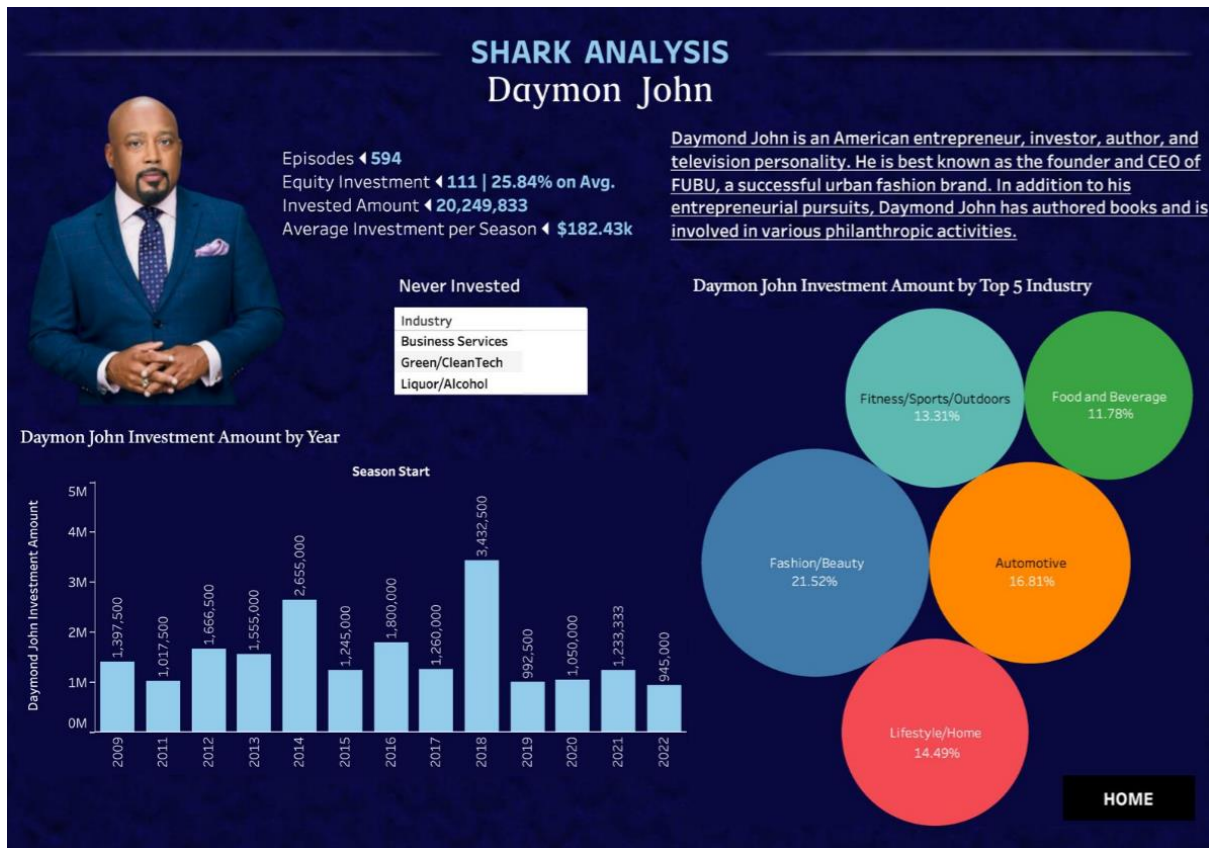 SHARK ANALYSIS
Daymon John
Episodes 594
Equity Investment 111 | 25.84% on Avg.
Invested Amount 20,249,833
Average Investment per Season $182.43k
Daymond John is an American entrepreneur, investor, author, and
television personality. He is best known as the founder and CEO of
FUBU, a successful urban fashion brand. In addition to his
entrepreneurial pursuits, Daymond John has authored books and is
involved in various philanthropic activities.
Never Invested
Industry
Business Services
Green/CleanTech
Liquor/Alcohol
Daymon John Investment Amount by Year
Season Start
Daymond John Investment Amount
5M
4M
3M
2M
1M
0M
1,397,500
1,017,500
1,666,500
1,555,000
2,655,000
1,245,000
1,800,000
1,260,000
3,432,500
992,500
1,050,000
1,233,333
945,000
2009
2011
2012
2013
2014
2015
2016
2017
2018
2019
2020
2021
2022
Daymon John Investment Amount by Top 5 Industry
Fitness/Sports/Outdoors
13.31%
Food and Beverage
11.78%
Fashion/Beauty
21.52%
Automotive
16.81%
Lifestyle/Home
14.49%
HOME